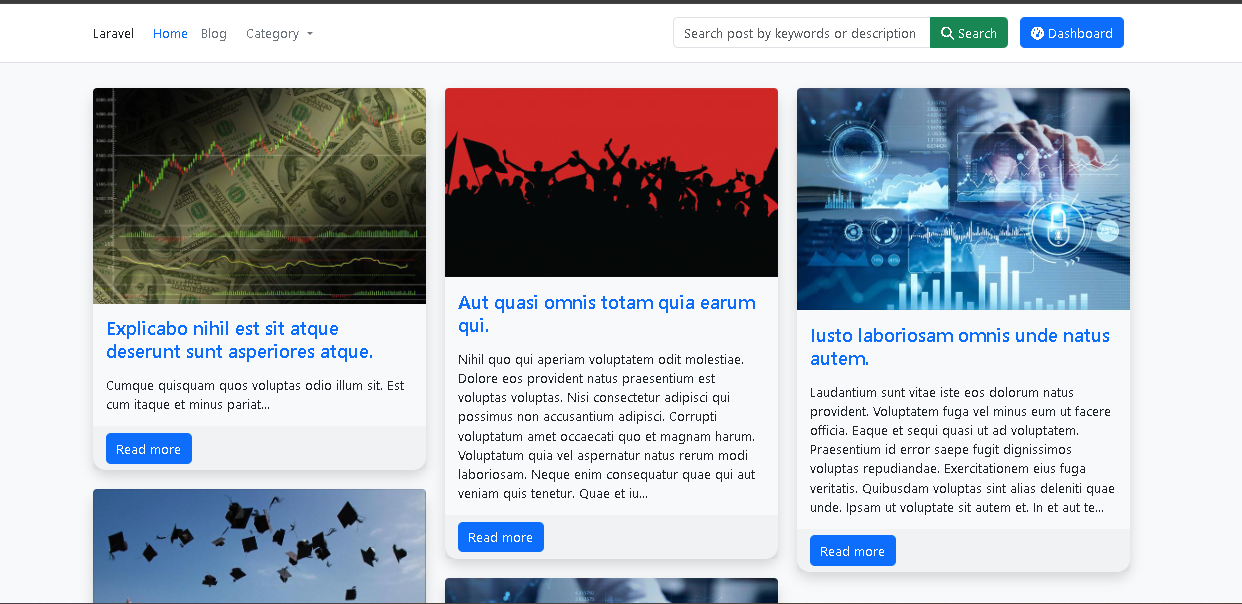 Laravel Home Blog Category Search post by keywords or description Search Dashboard
Explicabo nihil est sit atque
deserunt sunt asperiores atque.
Cumque quisquam quos voluptas odio illum sit. Est
cum itaque et minus pariat...
Read more
Aut quasi omnis totam quia earum
qui.
Nihil quo qui aperiam voluptatem odit molestiae.
Dolore eos provident natus praesentium est
voluptas voluptas. Nisi consectetur adipisci qui
possimus non accusantium adipisci. Corrupti
voluptatum amet occaecati quo et magnam harum.
Voluptatum quia vel aspernatur natus rerum modi
laboriosam. Neque enim consequatur quae qui aut
veniam quis tenetur. Quae et iu...
Read more
Iusto laboriosam omnis unde natus
autem.
Laudantium sunt vitae iste eos dolorum natus
provident. Voluptatem fuga vel minus eum ut facere
officia. Eaque et sequi quasi ut ad voluptatem.
Praesentium id error saepe fugit dignissimos
voluptas repudiandae. Exercitationem eius fuga
veritatis. Quibusdam voluptas sint alias deleniti quae
unde. Ipsam ut voluptate sit autem et. In et aut te...
Read more